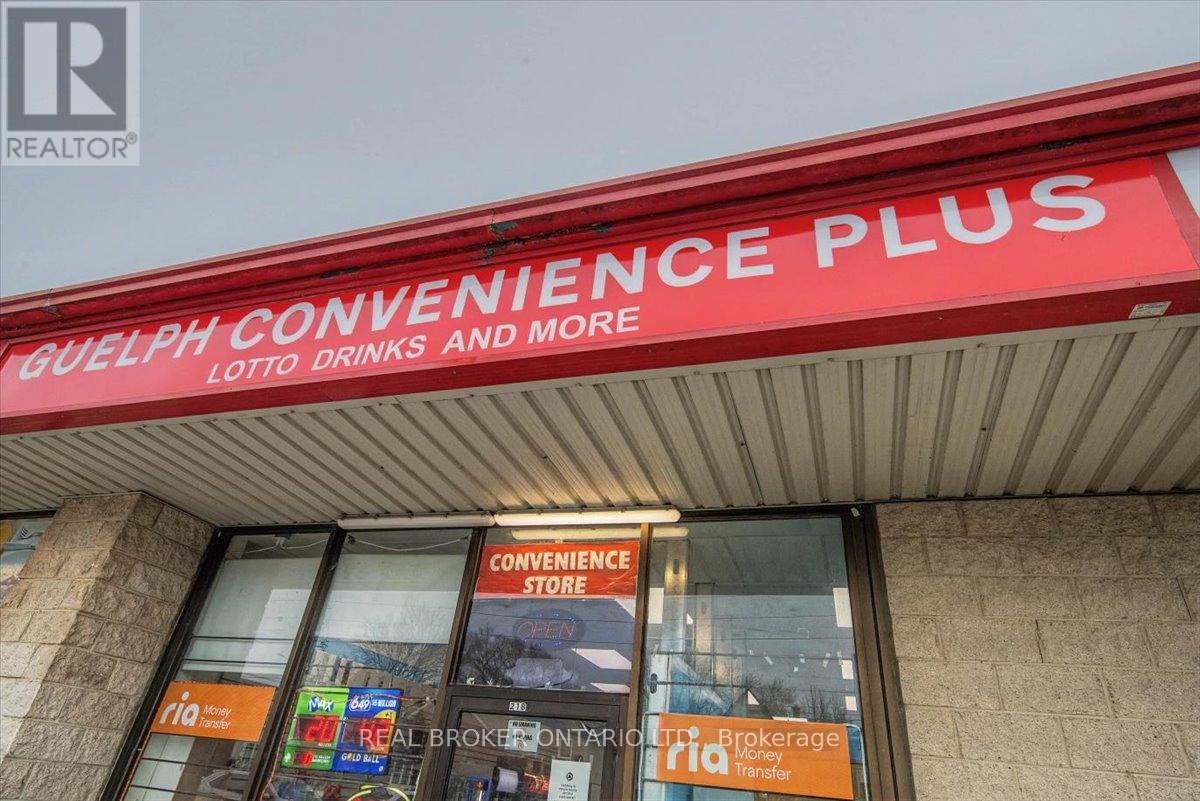 R
REALTOR®
GUELPH CONVENIENCE PLUS
LOTTO DRINKS AND MORE
CONVENIENCE
STORE
OPEN
218
ria Money
Transfer
MAX
649
20
GOLD BALL
REAL BROKER ONTARIO LTD., Brokerage
ria Money
Transfer